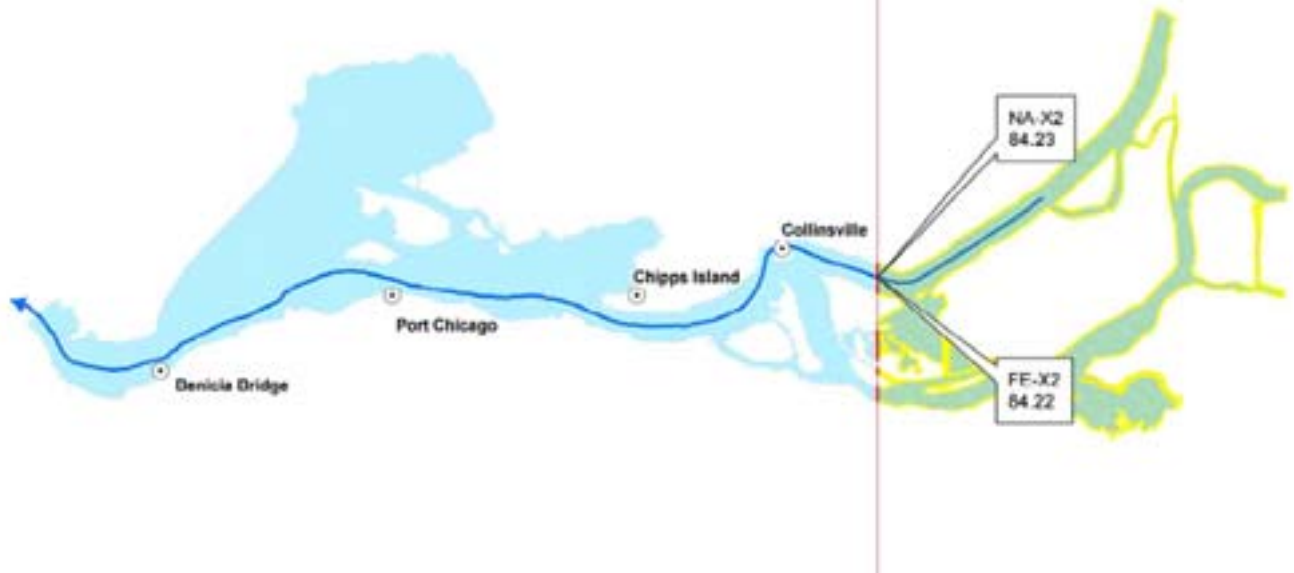 NA-X2
84.23
Collinsville
Chipps Island
Port Chicago
Benicia Bridge
FE-X2
84.22